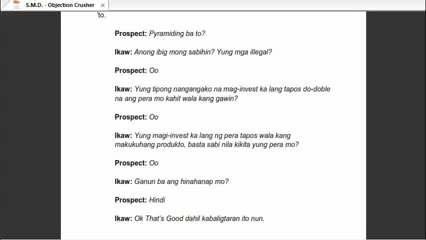 S.M.D. - Objection Crusher
'to.
Prospect: Pyramiding ba to?
Ikaw: Anong ibig mong sabihin? Yung mga illegal?
Prospect: Oo
Ikaw: Yung tipong nangangako na mag-invest ka lang tapos do-doble
na ang pera mo kahit wala kang gawin?
Prospect: Oo
Ikaw: Yung magi-invest ka lang ng pera tapos wala kang
makukuhang produkto, basta sabi nila kikita yung pera mo?
Prospect: Oo
Ikaw: Ganun ba ang hinahanap mo?
Prospect: Hindi
Ikaw: Ok That's Good dahil kabaligtaran ito nun.